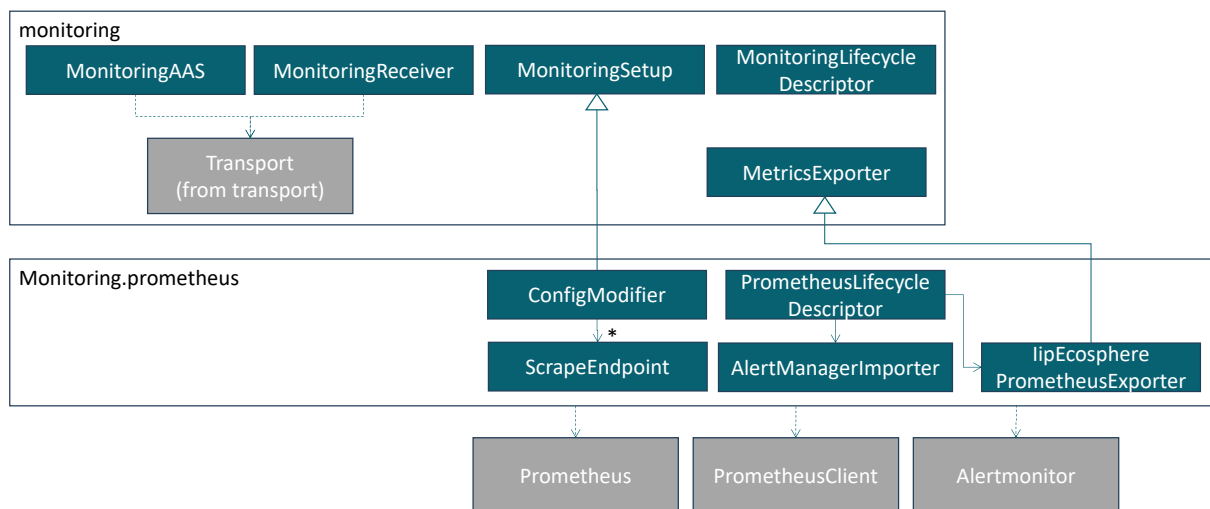 monitoring
MonitoringAAS
MonitoringReceiver
MonitoringSetup
MonitoringLifecycle
Descriptor
Transport
(from transport)
MetricsExporter
Monitoring.prometheus
ConfigModifier
PrometheusLifecycle
Descriptor
*
ScrapeEndpoint
AlertManagerImporter
IipEcosphere
PrometheusExporter
Prometheus
PrometheusClient
Alertmonitor